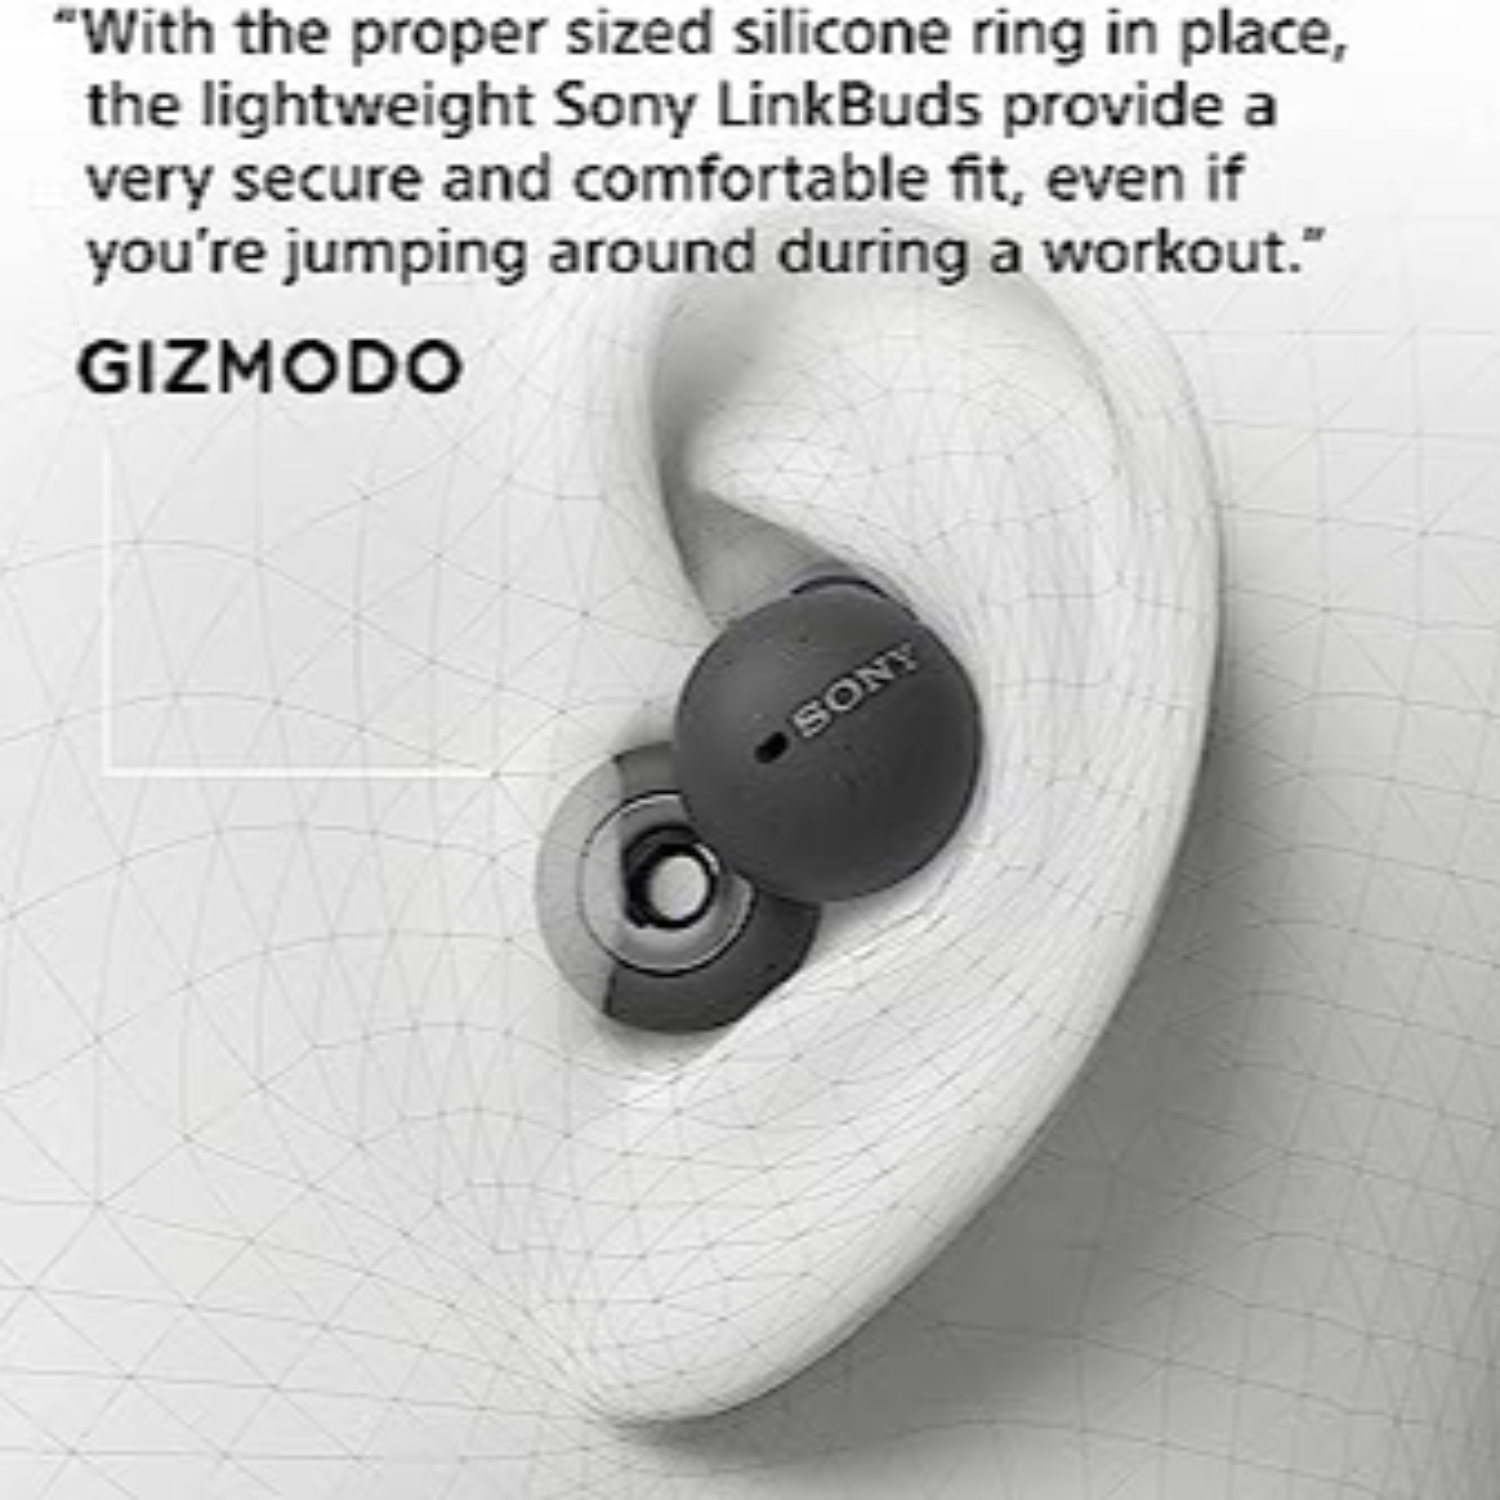 “With the proper sized silicone ring in place,
the lightweight Sony LinkBuds provide a
very secure and comfortable fit, even if
you’re jumping around during a workout.”
GIZMODO
SONY